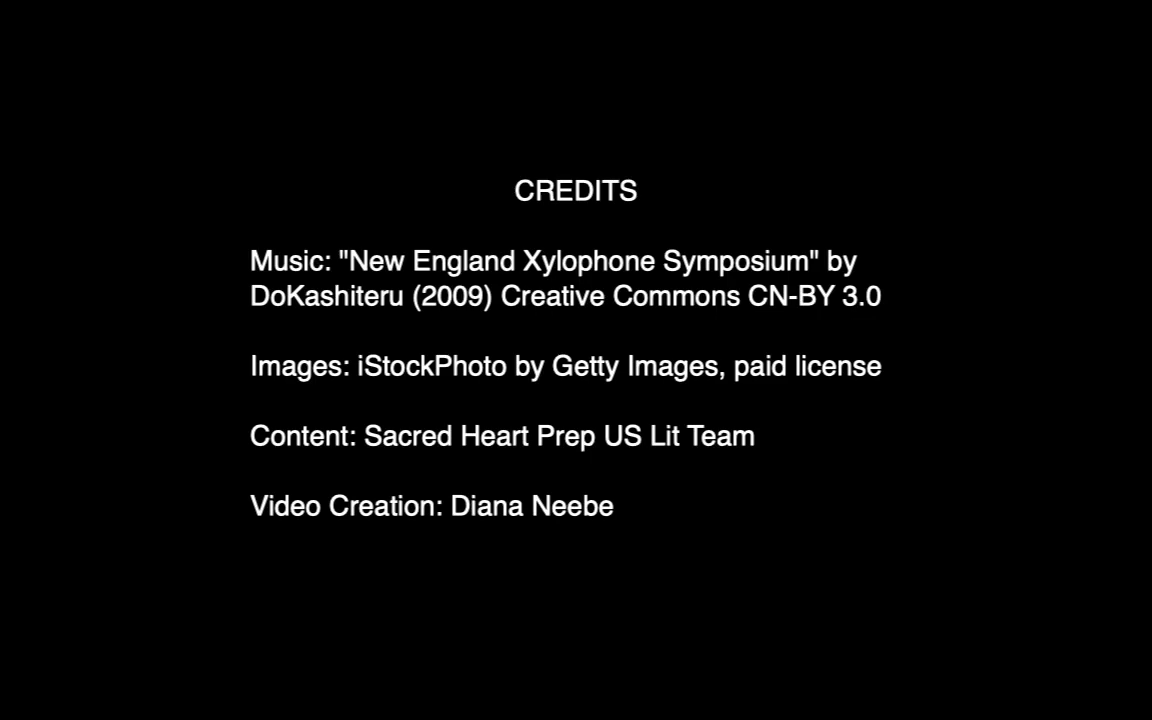 CREDITS
Music: "New England Xylophone Symposium" by
DoKashiteru (2009) Creative Commons CN-BY 3.0
Images: iStockPhoto by Getty Images, paid license
Content: Sacred Heart Prep US Lit Team
Video Creation: Diana Neebe